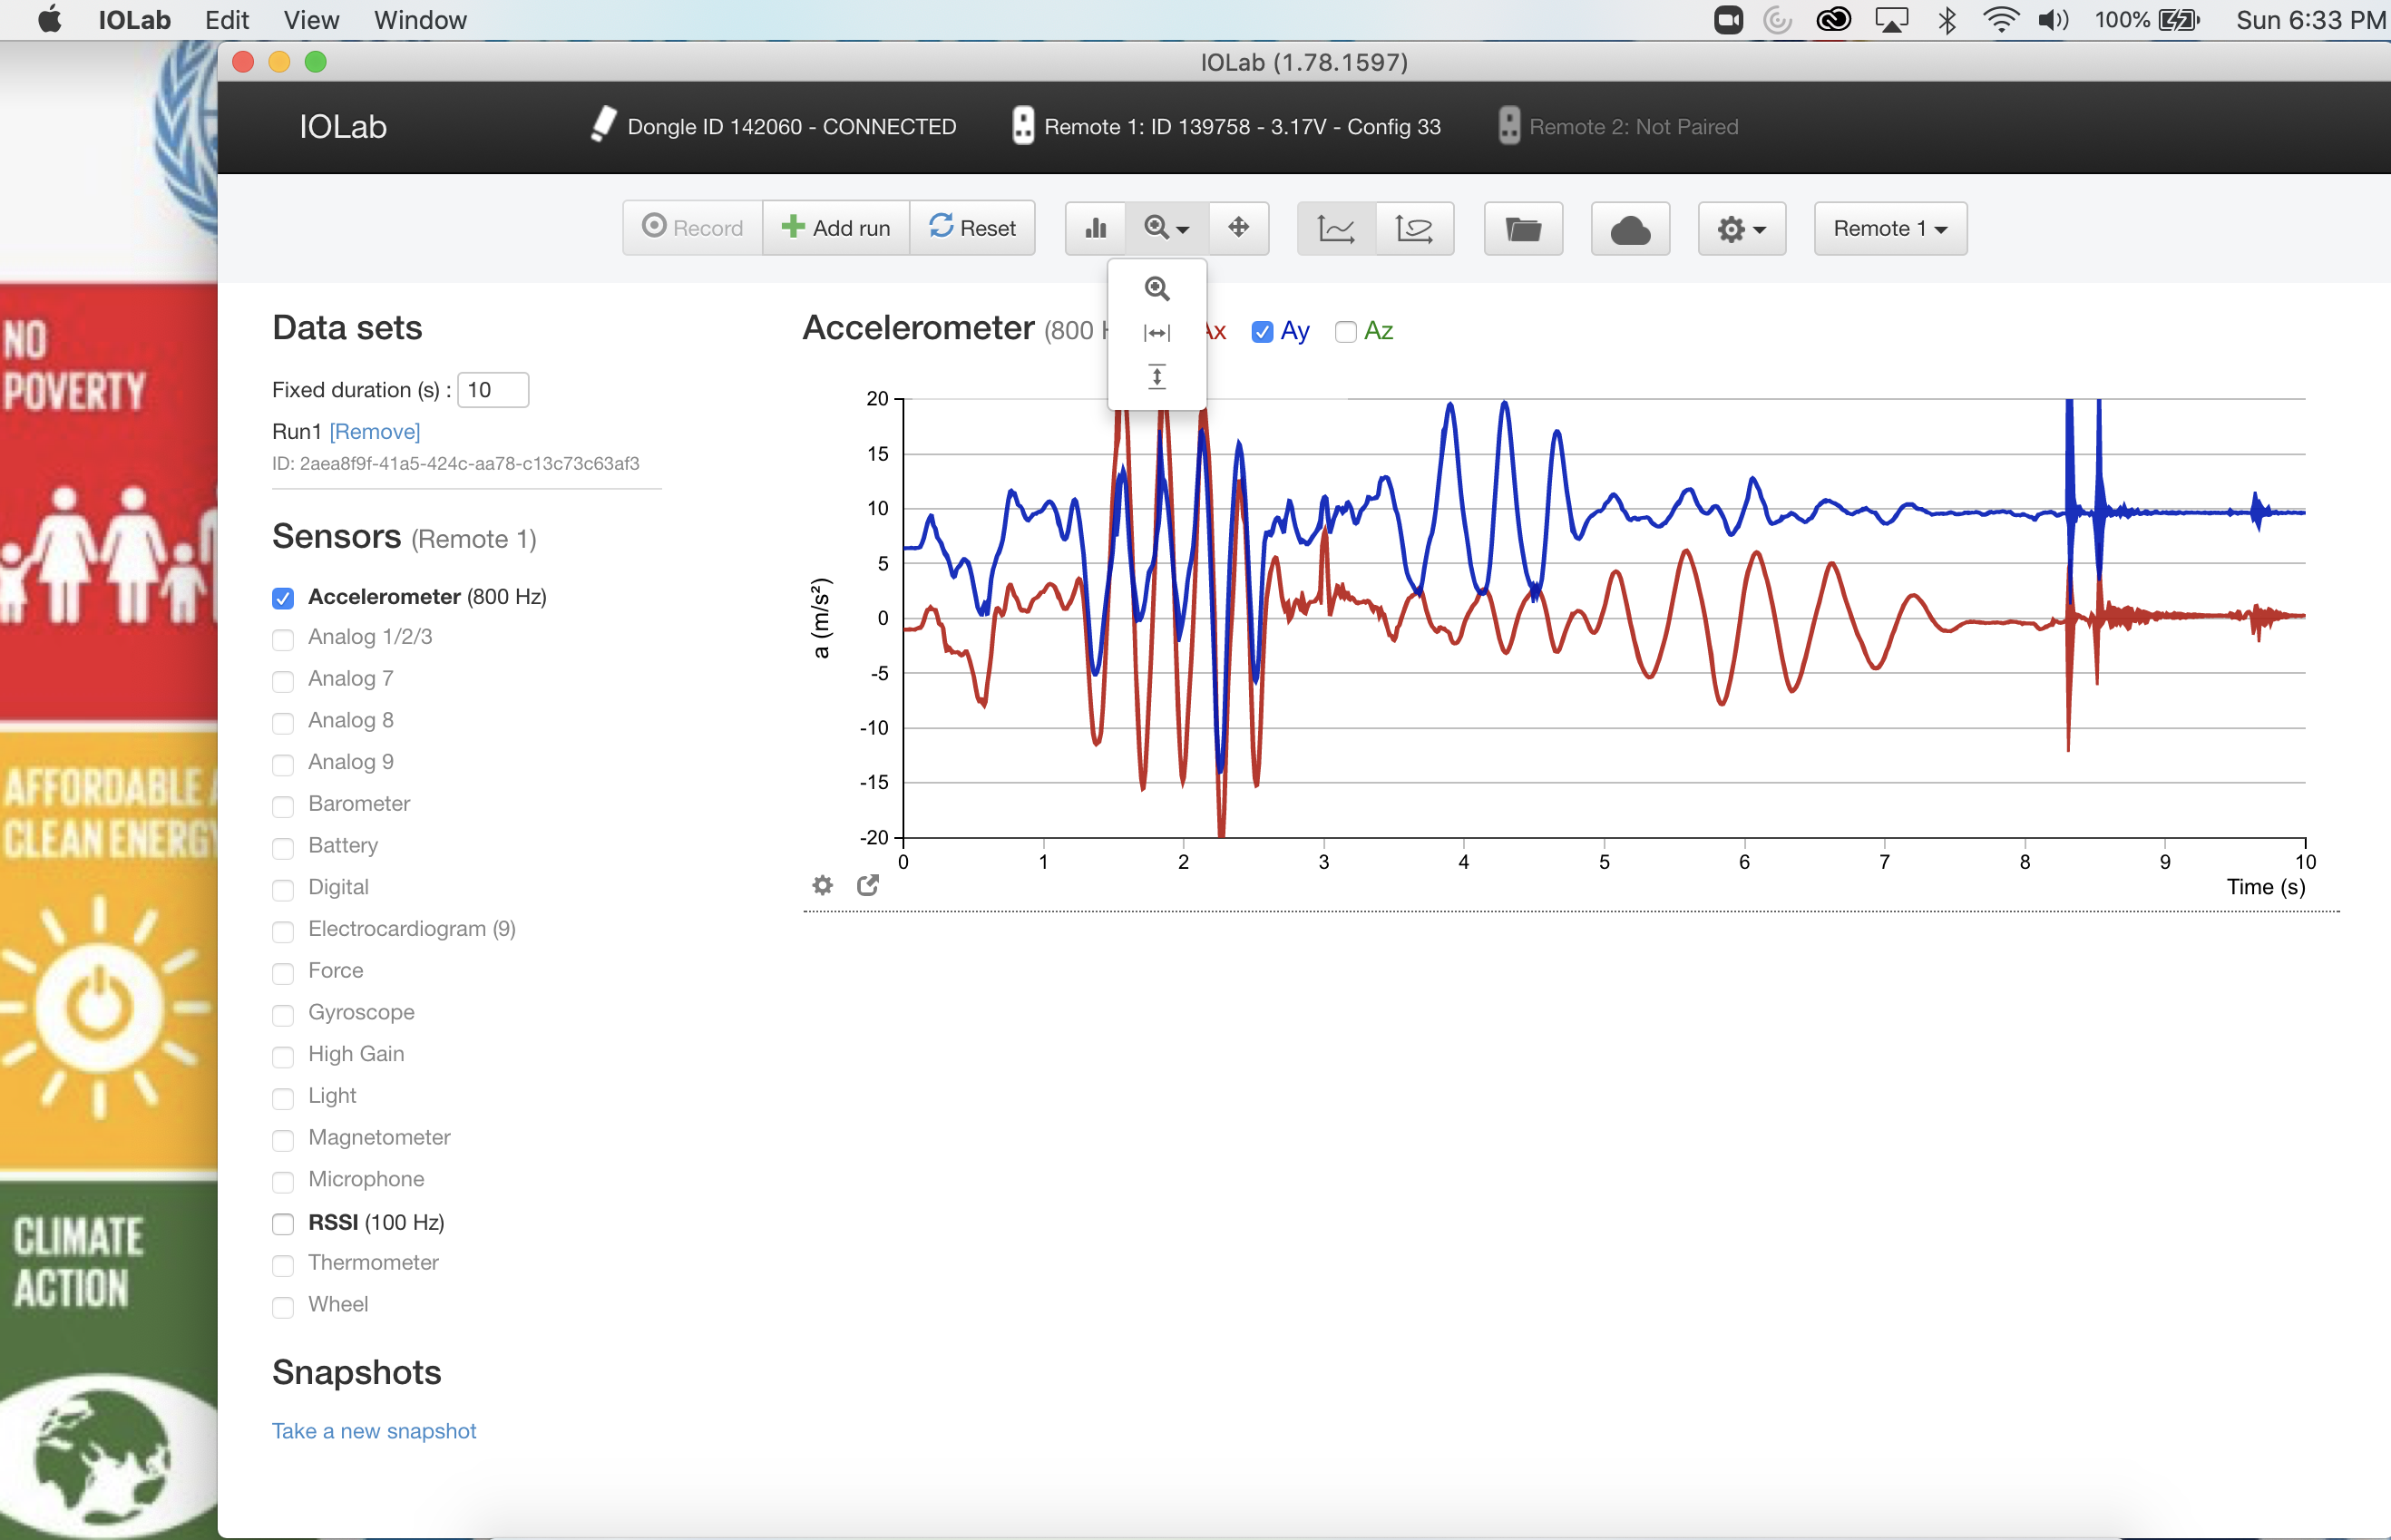 IOLab Edit View Window 100% Sun 6:33 PM
IOLab (1.78.1597)
IOLab Dongle ID 142060 - CONNECTED Remote 1: ID 139758 - 3.17V - Config 33 Remote 2: Not Paired
Record Add run Reset Remote 1
Data sets
Fixed duration (s) : 10
Run1 [Remove]
ID: 2aea8f9f-41a5-424c-aa78-c13c73c63af3
Sensors (Remote 1)
Accelerometer (800 Hz)
Analog 1/2/3
Analog 7
Analog 8
Analog 9
Barometer
Battery
Digital
Electrocardiogram (9)
Force
Gyroscope
High Gain
Light
Magnetometer
Microphone
RSSI (100 Hz)
Thermometer
Wheel
Snapshots
Take a new snapshot
Accelerometer (800 Ax Ay Az
20
15
10
5
0
-5
-10
-15
-20
a (m/s²)
0 1 2 3 4 5 6 7 8 9 10
Time (s)
NO
POVERTY
AFFORDABLE
CLEAN ENERGY
CLIMATE
ACTION